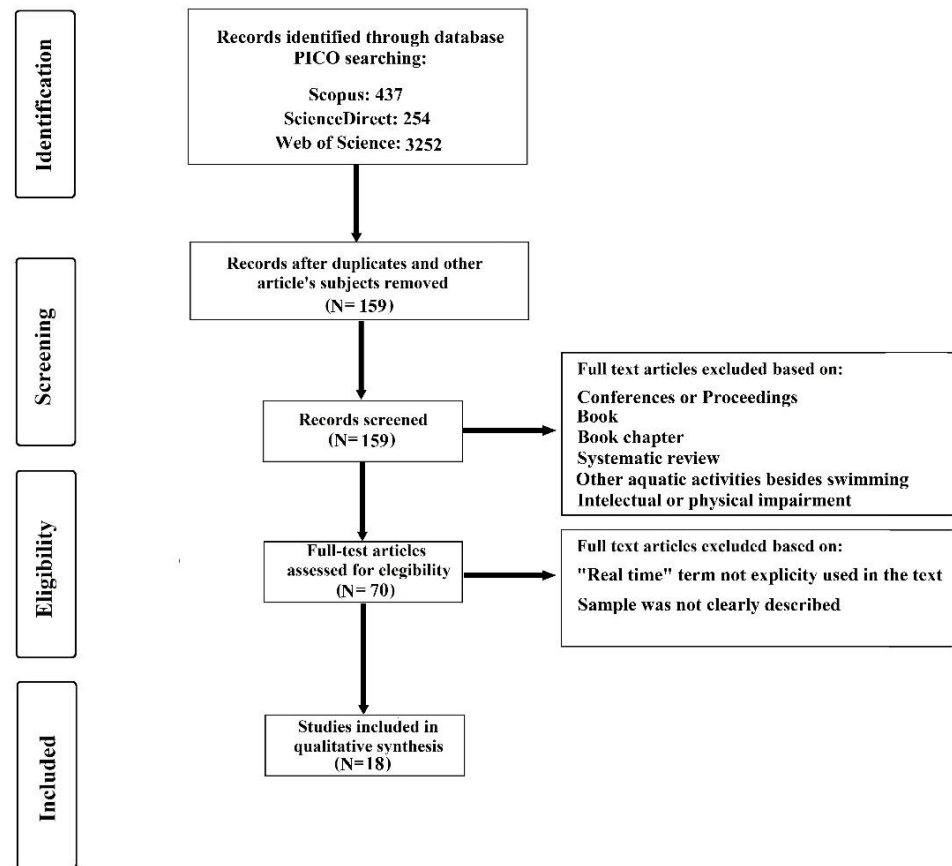 Identification
Records identified through database
PICO searching:
Scopus: 437
ScienceDirect: 254
Web of Science: 3252
Screening
Records after duplicates and other
article's subjects removed
(N= 159)
Records screened
(N= 159)
Full text articles excluded based on:
Conferences or Proceedings
Book
Book chapter
Systematic review
Other aquatic activities besides swimming
Intelectual or physical impairment
Eligibility
Full-test articles
assessed for elegibility
(N= 70)
Full text articles excluded based on:
"Real time" term not explicity used in the text
Sample was not clearly described
Included
Studies included in
qualitative synthesis
(N=18)